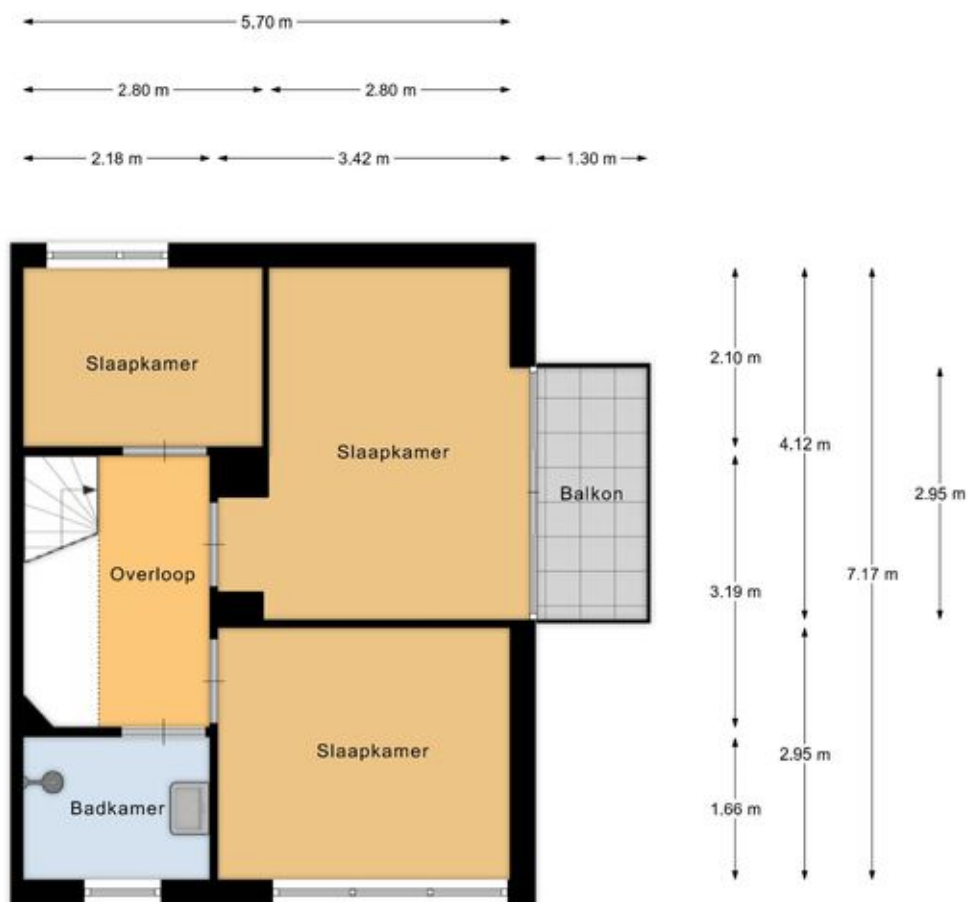 5.70 m
2.80 m 2.80 m
2.18 m 3.42 m 1.30 m
Slaapkamer
2.10 m
Slaapkamer
4.12 m
Balkon
2.95 m
Overloop
3.19 m
7.17 m
Slaapkamer
2.95 m
Badkamer
1.66 m